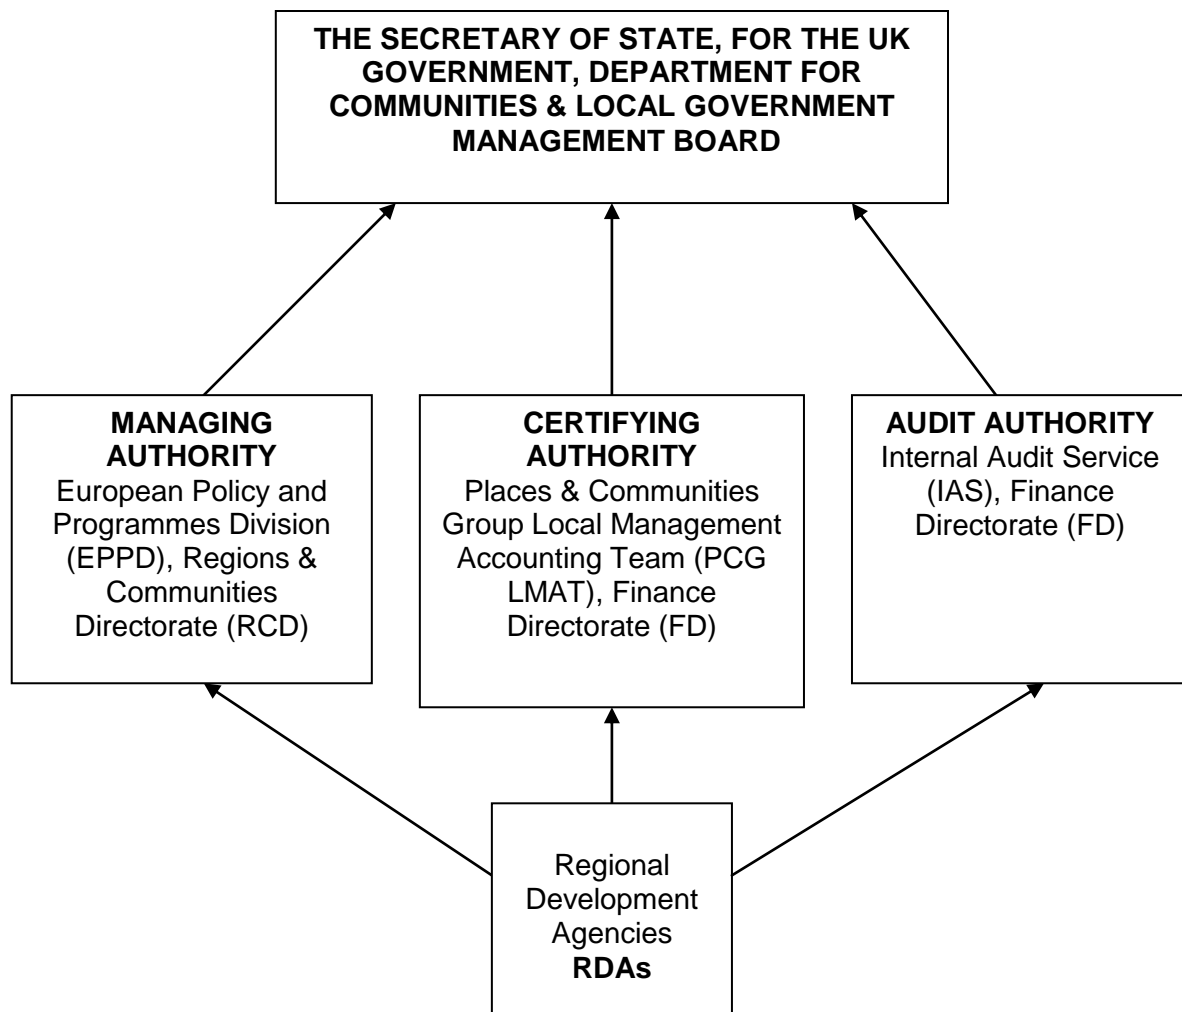 THE SECRETARY OF STATE, FOR THE UK
GOVERNMENT, DEPARTMENT FOR
COMMUNITIES & LOCAL GOVERNMENT
MANAGEMENT BOARD
MANAGING
AUTHORITY
European Policy and
Programmes Division
(EPPD), Regions &
Communities
Directorate (RCD)
CERTIFYING
AUTHORITY
Places & Communities
Group Local Management
Accounting Team (PCG
LMAT), Finance
Directorate (FD)
AUDIT AUTHORITY
Internal Audit Service
(IAS), Finance
Directorate (FD)
Regional
Development
Agencies
RDAs